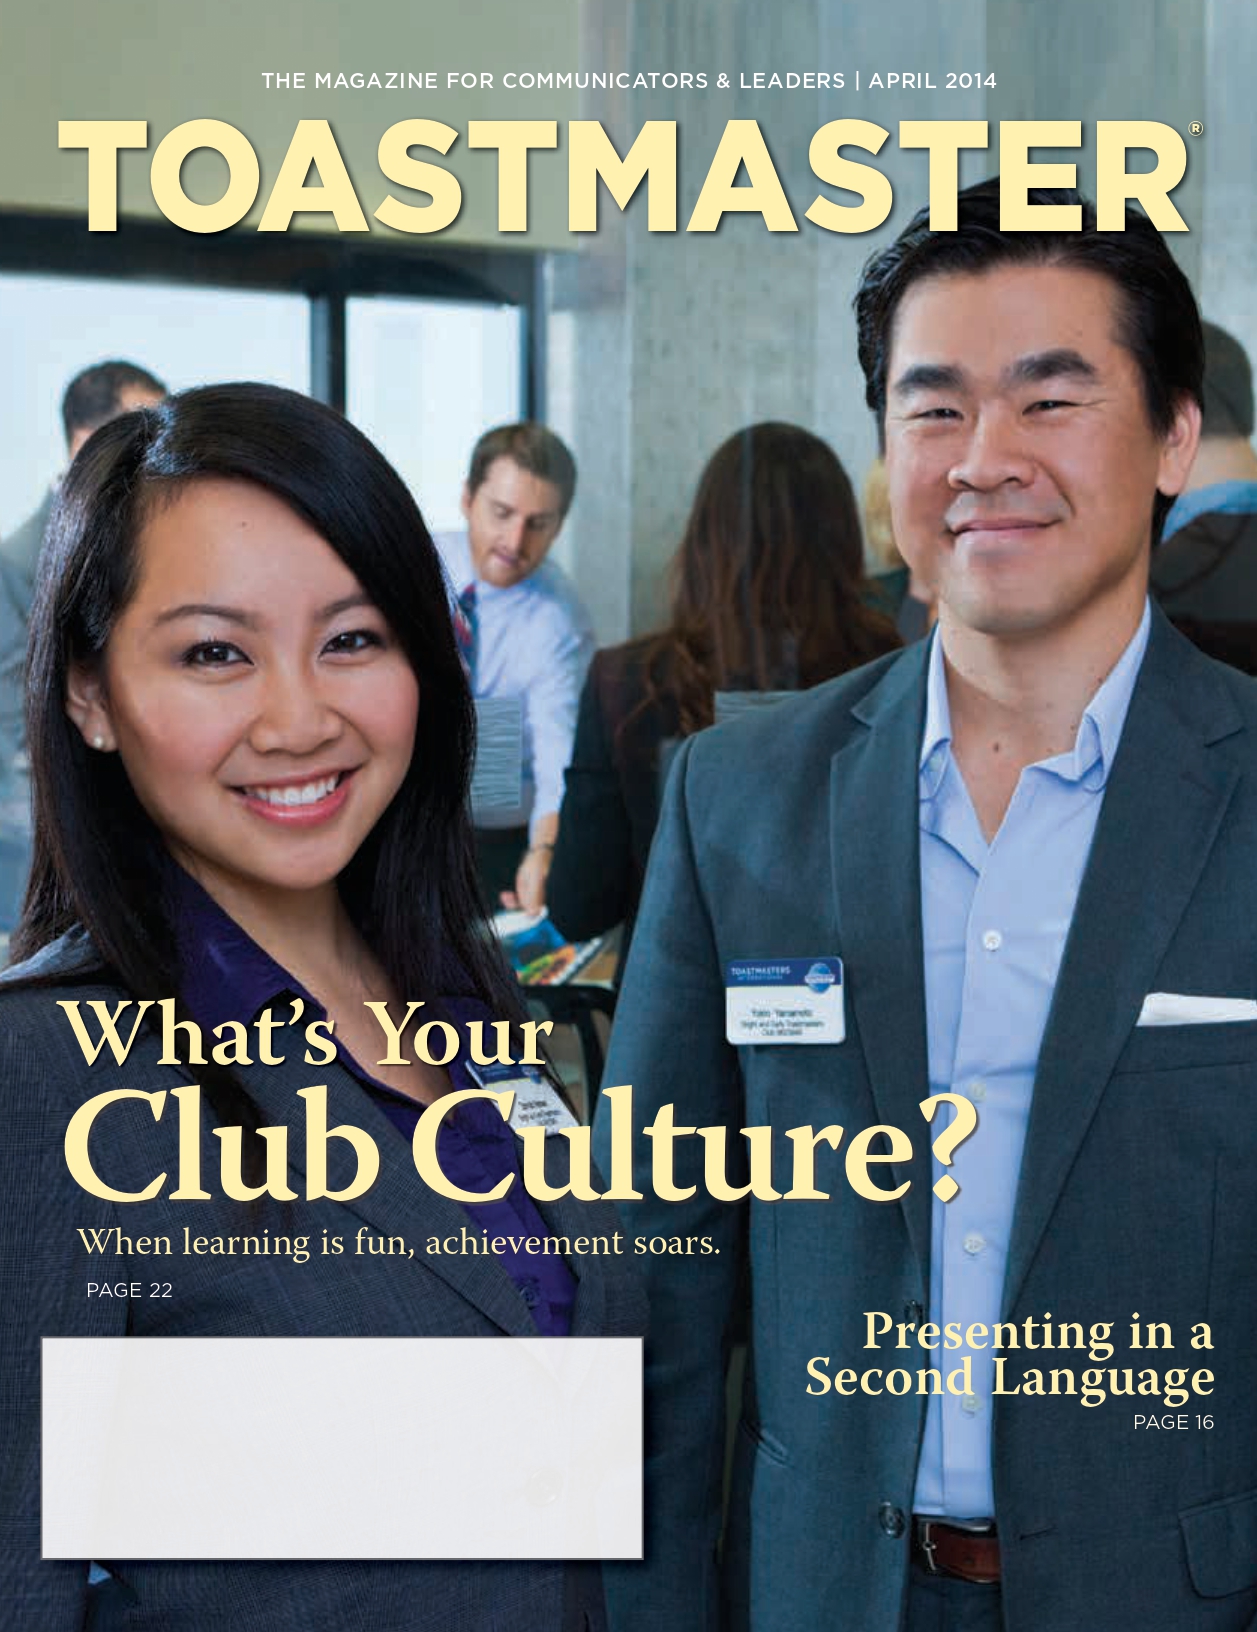 THE MAGAZINE FOR COMMUNICATORS & LEADERS | APRIL 2014
TOASTMASTER®
TOASTMASTERS
What's Your
Club Culture?
When learning is fun, achievement soars.
PAGE 22
Presenting in a
Second Language
PAGE 16